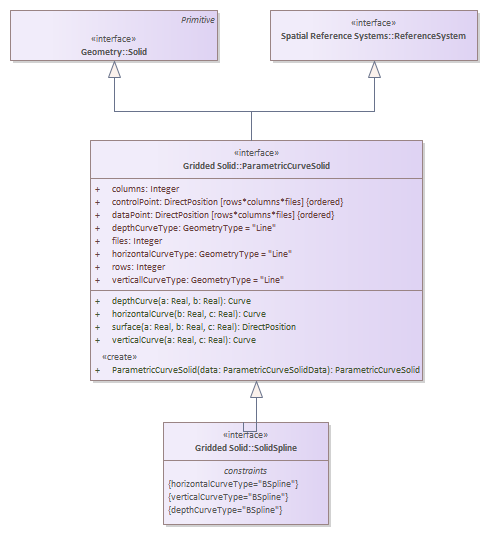 Primitive
«interface»
Geometry::Solid
«interface»
Spatial Reference Systems::ReferenceSystem
«interface»
Gridded Solid::ParametricCurveSolid
+ columns: Integer
+ controlPoint: DirectPosition [rows*columns*files] {ordered}
+ dataPoint: DirectPosition [rows*columns*files] {ordered}
+ depthCurveType: GeometryType = "Line"
+ files: Integer
+ horizontalCurveType: GeometryType = "Line"
+ rows: Integer
+ verticallCurveType: GeometryType = "Line"
+ depthCurve(a: Real, b: Real): Curve
+ horizontalCurve(b: Real, c: Real): Curve
+ surface(a: Real, b: Real, c: Real): DirectPosition
+ verticalCurve(a: Real, c: Real): Curve
«create»
+ ParametricCurveSolid(data: ParametricCurveSolidData): ParametricCurveSolid
«interface»
Gridded Solid::SolidSpline
constraints
{horizontalCurveType="BSpline"}
{verticalCurveType="BSpline"}
{depthCurveType="BSpline"}